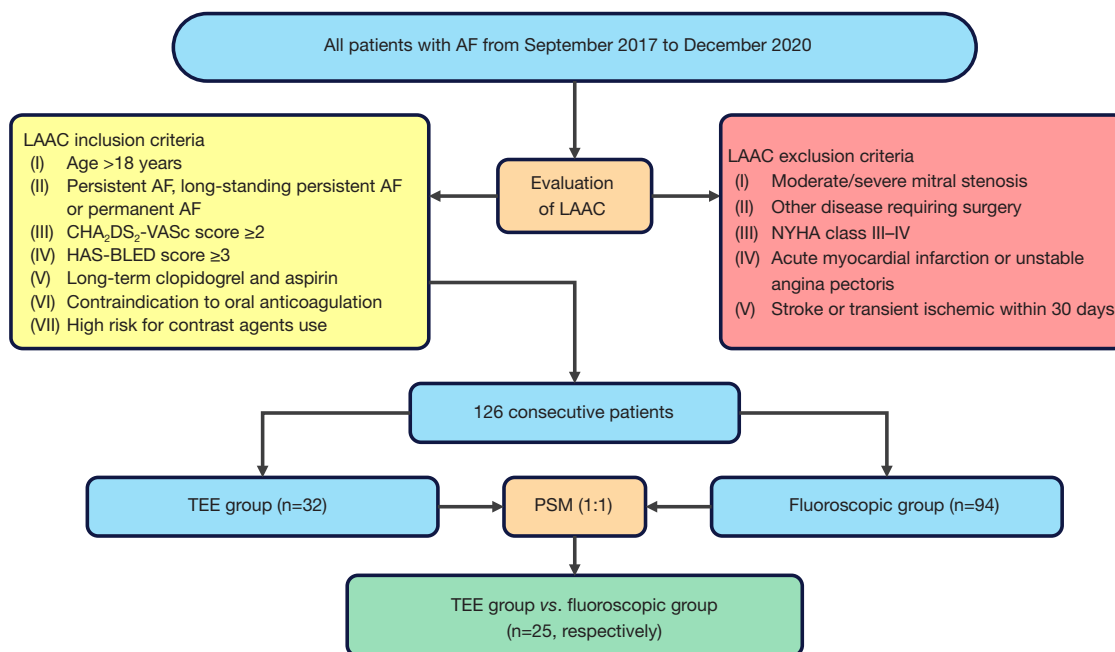 All patients with AF from September 2017 to December 2020
LAAC inclusion criteria
(I) Age >18 years
(II) Persistent AF, long-standing persistent AF
or permanent AF
(III) CHA₂DS₂-VASc score ≥2
(IV) HAS-BLED score ≥3
(V) Long-term clopidogrel and aspirin
(VI) Contraindication to oral anticoagulation
(VII) High risk for contrast agents use
Evaluation
of LAAC
LAAC exclusion criteria
(I) Moderate/severe mitral stenosis
(II) Other disease requiring surgery
(III) NYHA class III–IV
(IV) Acute myocardial infarction or unstable
angina pectoris
(V) Stroke or transient ischemic within 30 days
126 consecutive patients
TEE group (n=32)
PSM (1:1)
Fluoroscopic group (n=94)
TEE group vs. fluoroscopic group
(n=25, respectively)